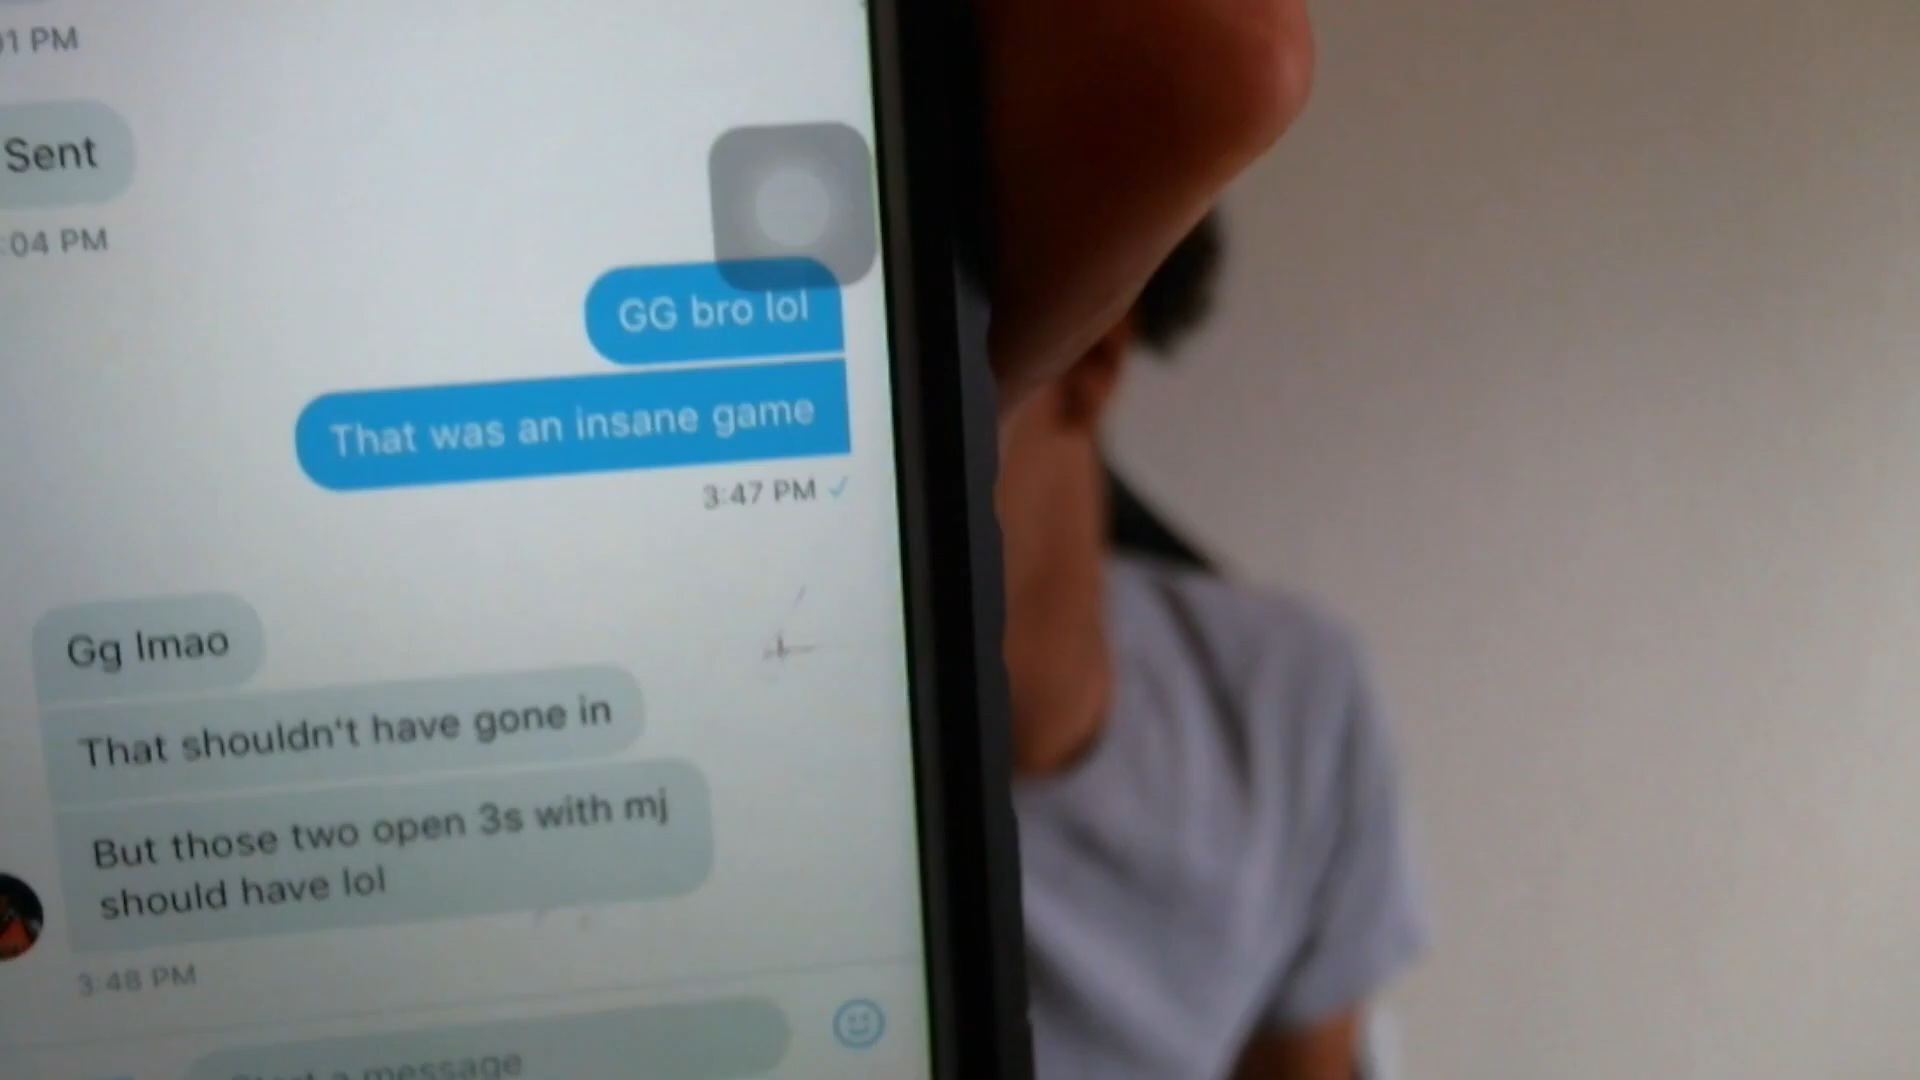 1 PM
Sent
:04 PM
GG bro lol
That was an insane game
3:47 PM
Gg lmao
That shouldn't have gone in
But those two open 3s with mj
should have lol
3:48 PM
Start a message